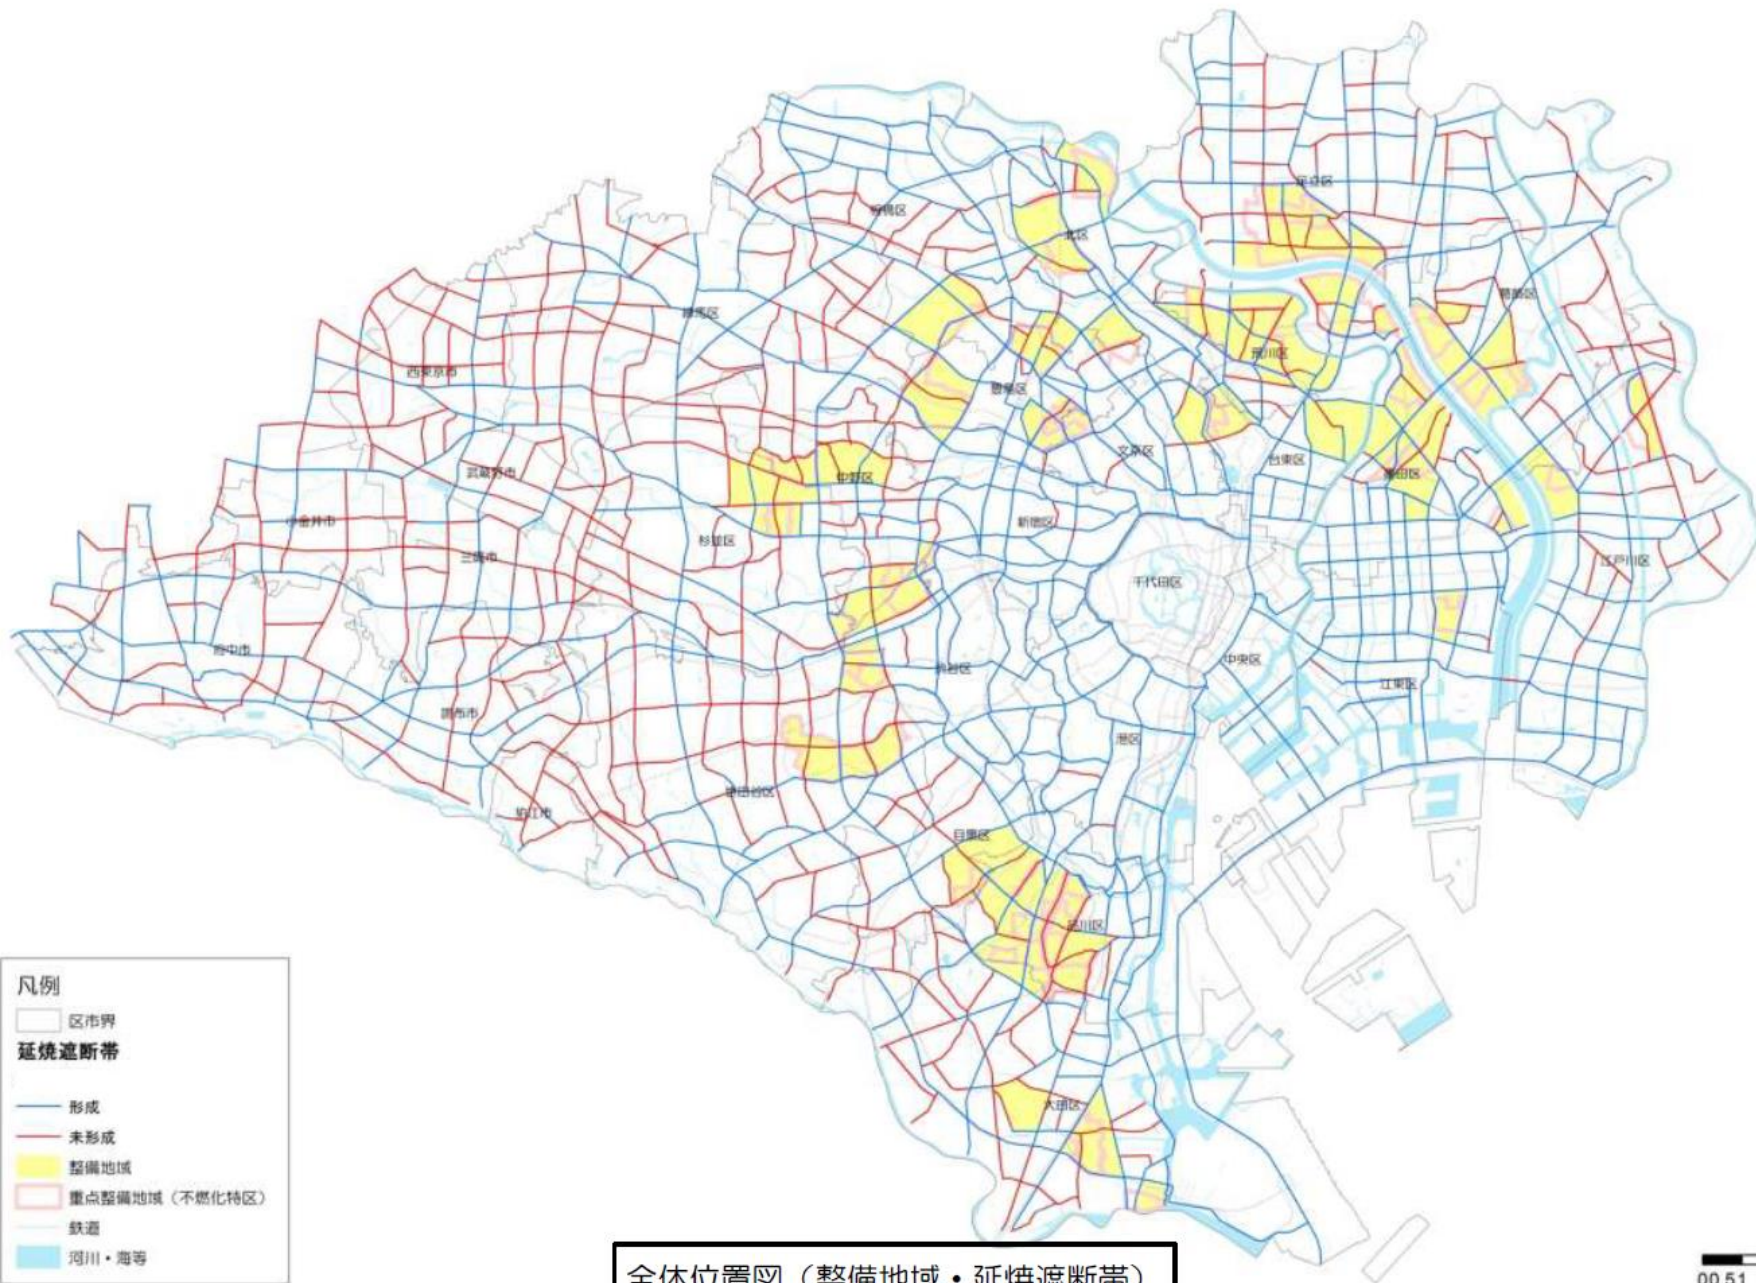 足立区
板橋区
北区
葛飾区
練馬区
荒川区
西東京市
豊島区
文京区
台東区
墨田区
中野区
武蔵野市
小金井市
新宿区
杉並区
三鷹市
江戸川区
千代田区
府中市
中央区
渋谷区
江東区
調布市
港区
世田谷区
狛江市
目黒区
品川区
大田区
凡例
区市界
延焼遮断帯
形成
未形成
整備地域
重点整備地域（不燃化特区）
鉄道
河川・海等
全体位置図（整備地域・延焼遮断帯）